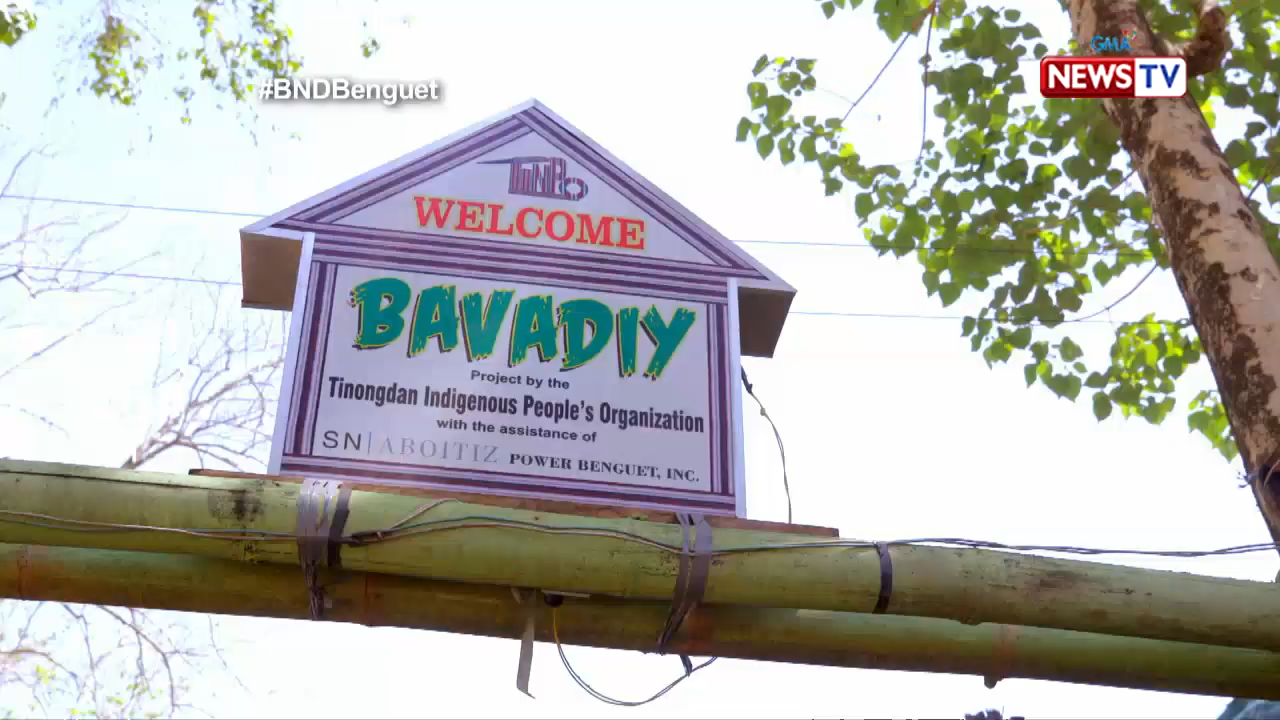 #BNDBenguet
GMA
NEWS TV
TINPO
WELCOME
BAVADIY
Project by the
Tinongdan Indigenous People's Organization
with the assistance of
SN|ABOITIZ POWER BENGUET, INC.